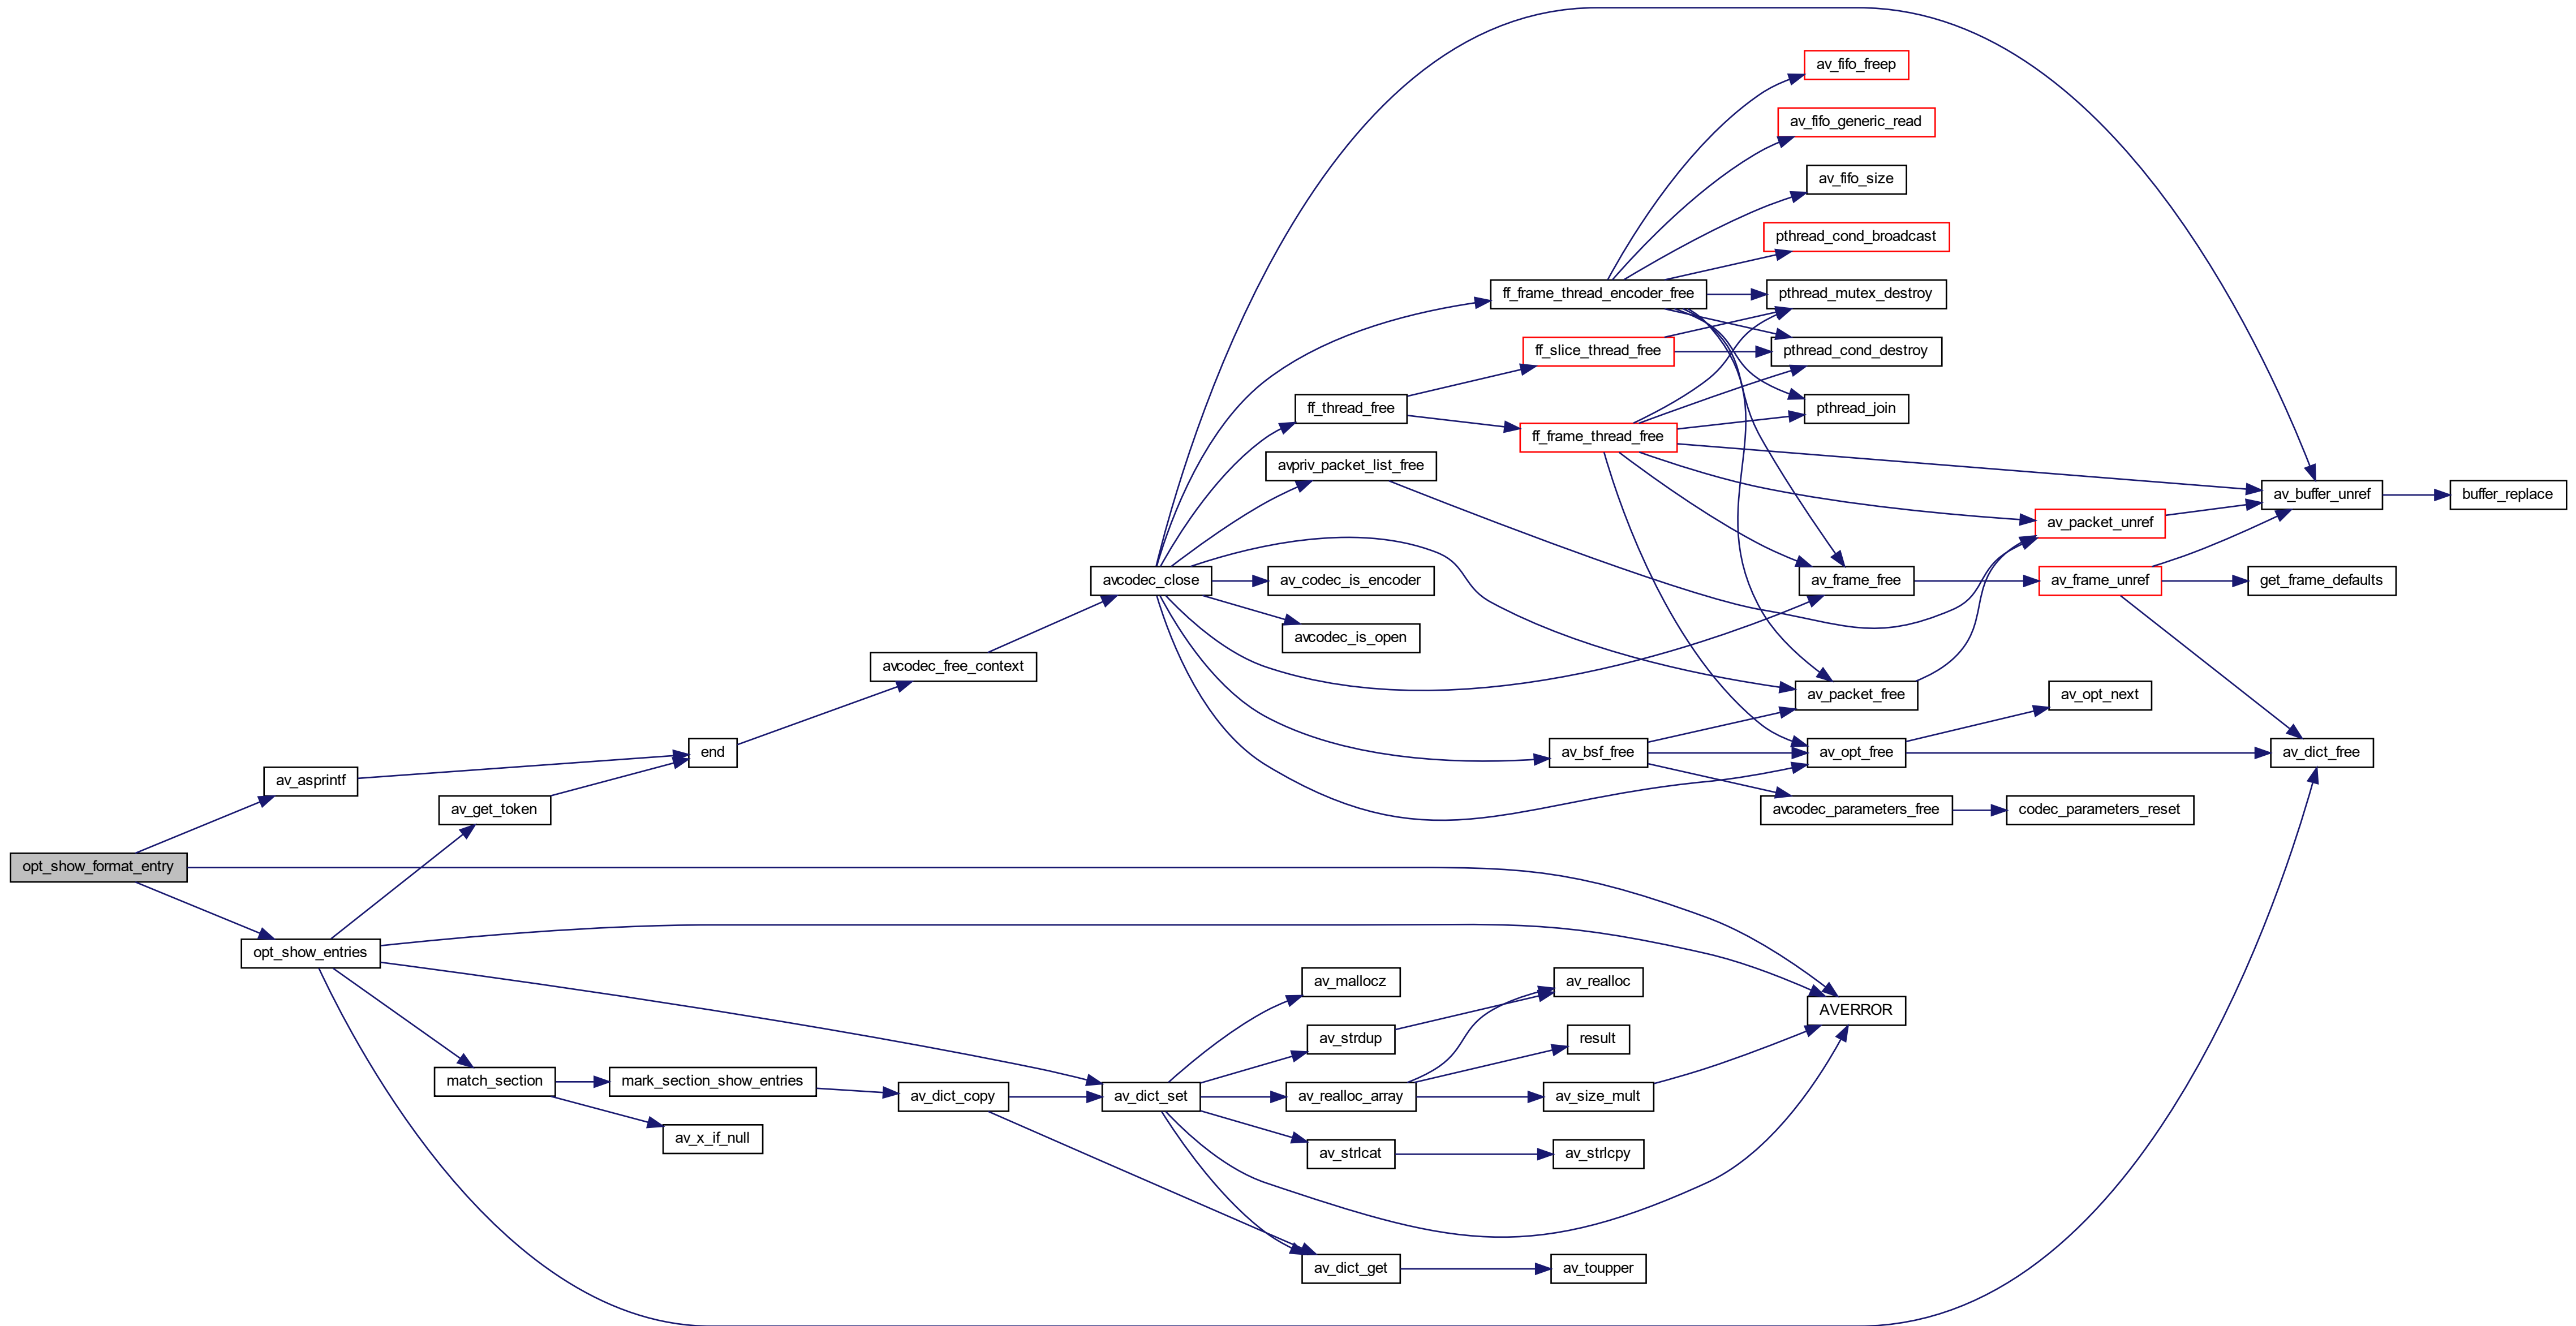 av_fifo_freep
av_fifo_generic_read
av_fifo_size
pthread_cond_broadcast
ff_frame_thread_encoder_free
pthread_mutex_destroy
ff_slice_thread_free
pthread_cond_destroy
ff_thread_free
pthread_join
ff_frame_thread_free
avpriv_packet_list_free
av_buffer_unref
buffer_replace
av_packet_unref
avcodec_close
av_codec_is_encoder
av_frame_free
av_frame_unref
get_frame_defaults
avcodec_is_open
avcodec_free_context
av_packet_free
av_opt_next
end
av_bsf_free
av_opt_free
av_dict_free
av_asprintf
av_get_token
avcodec_parameters_free
codec_parameters_reset
opt_show_format_entry
opt_show_entries
av_mallocz
av_realloc
AVERROR
av_strdup
result
match_section
mark_section_show_entries
av_dict_copy
av_dict_set
av_realloc_array
av_size_mult
av_x_if_null
av_strlcat
av_strlcpy
av_dict_get
av_toupper